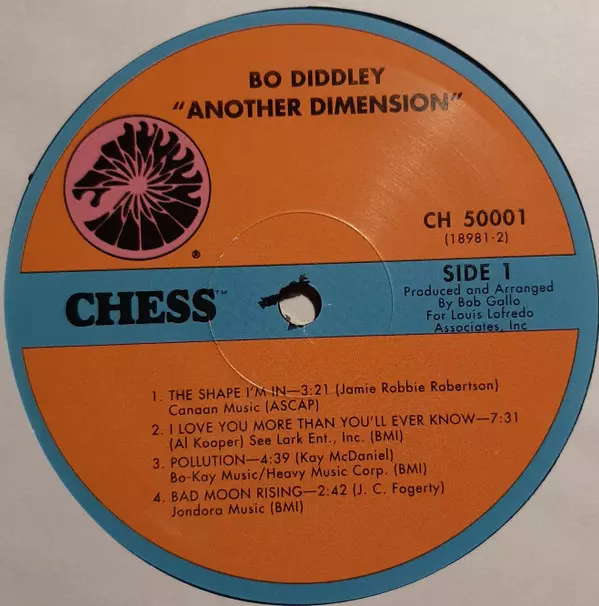 BO DIDDLEY
"ANOTHER DIMENSION"
®
CH 50001
(18981-2)
CHESS™
SIDE 1
Produced and Arranged
By Bob Gallo
For Louis Lofredo
Associates, Inc
1. THE SHAPE I'M IN—3:21 (Jamie Robbie Robertson)
Canaan Music (ASCAP)
2. I LOVE YOU MORE THAN YOU'LL EVER KNOW—7:31
(Al Kooper) See Lark Ent., Inc. (BMI)
3. POLLUTION—4:39 (Kay McDaniel)
Bo-Kay Music/Heavy Music Corp. (BMI)
4. BAD MOON RISING—2:42 (J. C. Fogerty)
Jondora Music (BMI)